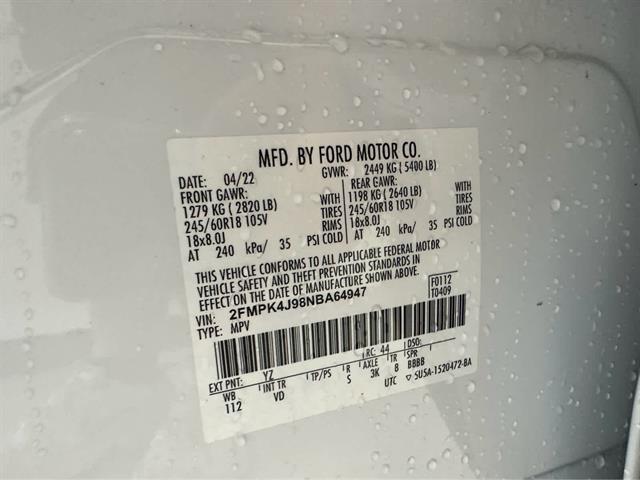 MFD. BY FORD MOTOR CO.
DATE: 04/22 GVWR: 2449 KG ( 5400 LB)
FRONT GAWR: REAR GAWR:
1279 KG ( 2820 LB) WITH 1198 KG ( 2640 LB) WITH
245/60R18 105V TIRES 245/60R18 105V TIRES
18x8.0J RIMS 18x8.0J RIMS
AT 240 kPa/ 35 PSI COLD AT 240 kPa/ 35 PSI COLD
THIS VEHICLE CONFORMS TO ALL APPLICABLE FEDERAL MOTOR
VEHICLE SAFETY AND THEFT PREVENTION STANDARDS IN
EFFECT ON THE DATE OF MANUFACTURE SHOWN ABOVE.
VIN: 2FMPK4J98NBA64947 F0112
TYPE: MPV T0409
RC: 44 DSO:
EXT PNT: YZ TP/PS R AXLE TR SPR
WB INT TR S 3K 8 BBBB
112 VD UTC SU5A-1520472-BA